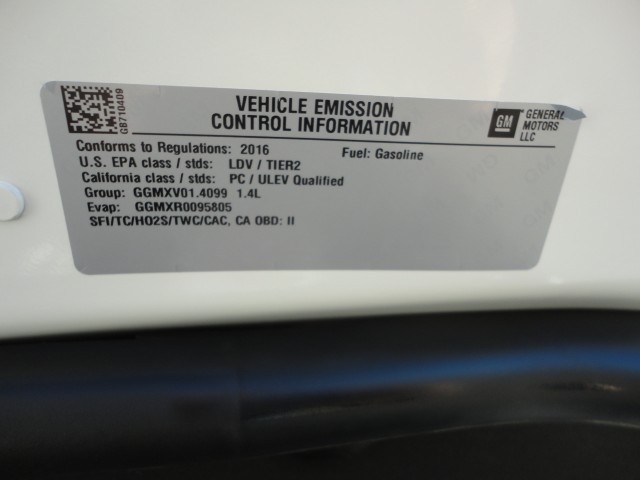 GB710409
VEHICLE EMISSION
CONTROL INFORMATION
GM
GENERAL
MOTORS
LLC
Conforms to Regulations: 2016 Fuel: Gasoline
U.S. EPA class / stds: LDV / TIER2
California class / stds: PC / ULEV Qualified
Group: GGMXV01.4099 1.4L
Evap: GGMXR0095805
SFI/TC/HO2S/TWC/CAC, CA OBD: II